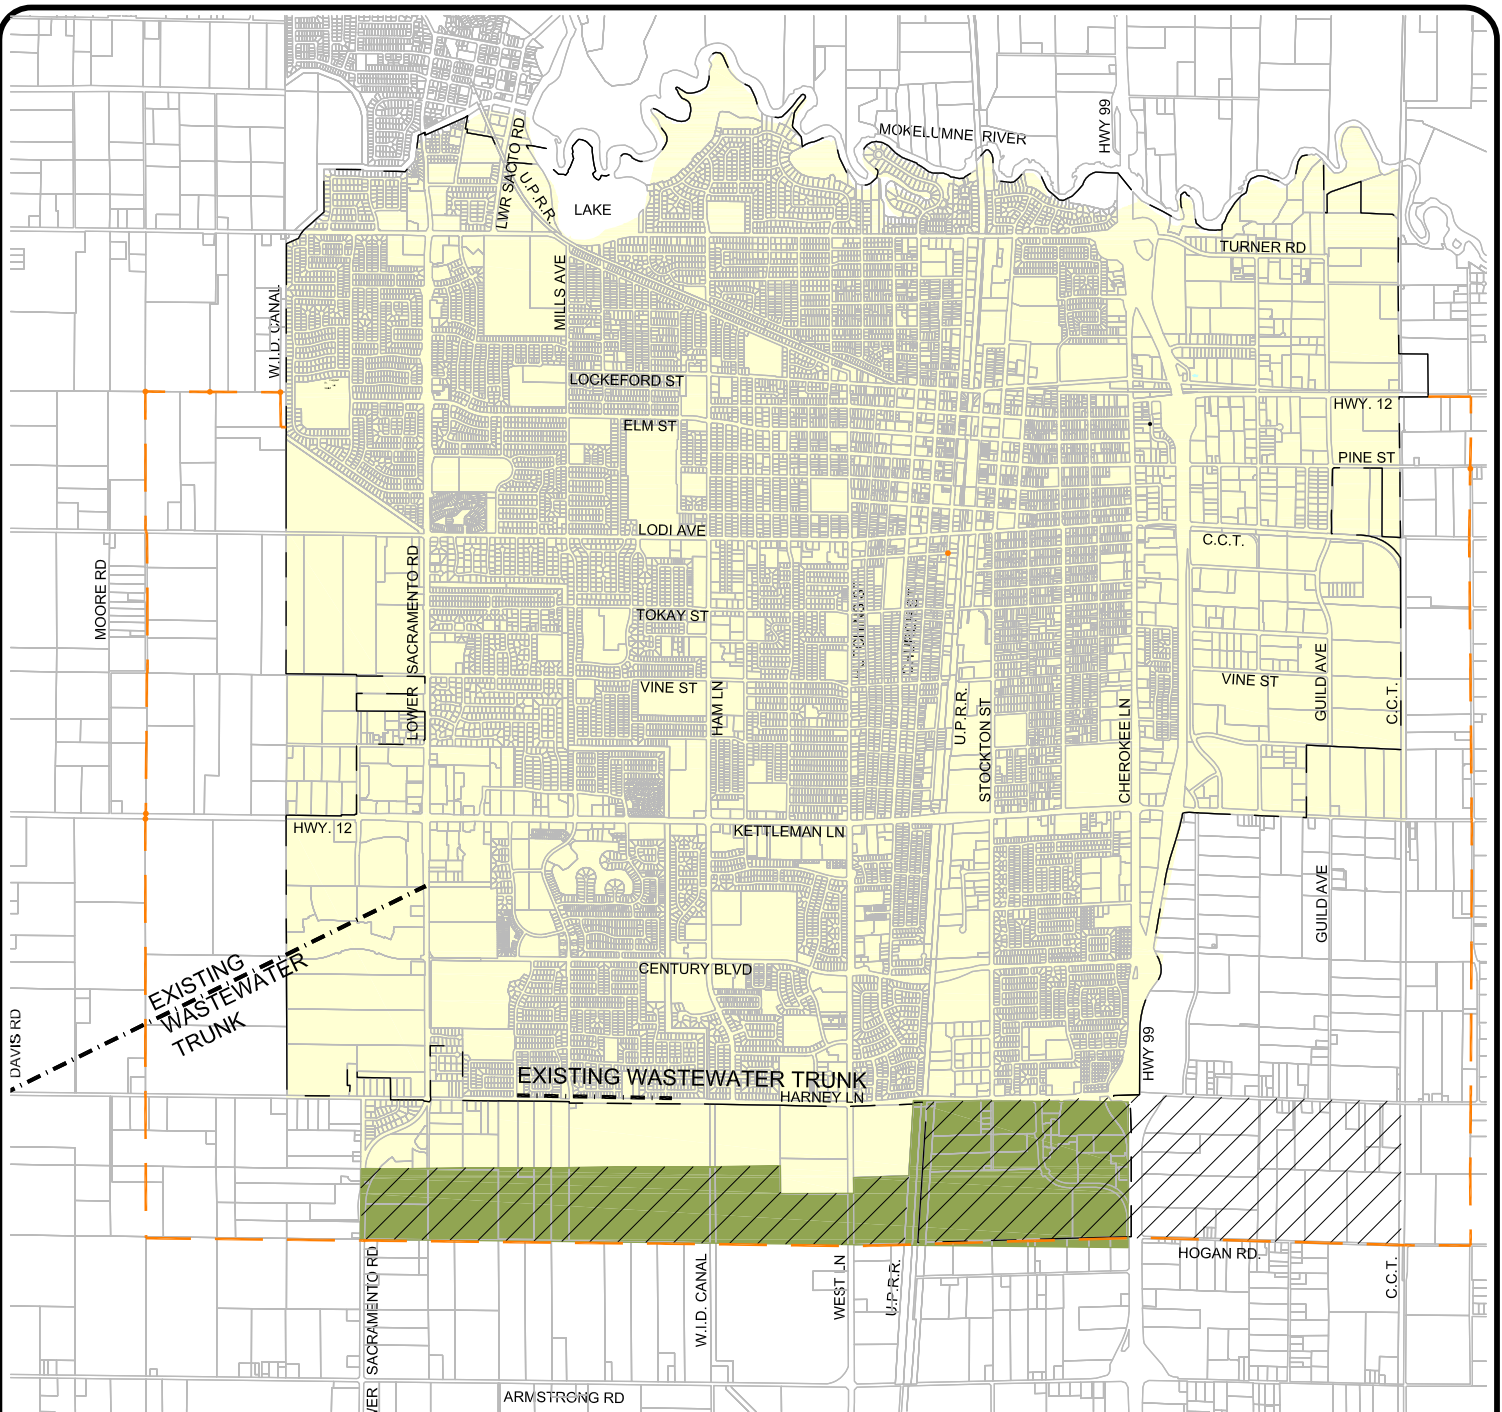 HWY 99
MOKELUMNE RIVER
LWR SACTO RD
U.P.R.R.
LAKE
TURNER RD
W.I.D. CANAL
MILLS AVE
LOCKEFORD ST
HWY. 12
ELM ST
PINE ST
LODI AVE
C.C.T.
MOORE RD
LOWER SACRAMENTO RD
TOKAY ST
VINE ST
HAM LN
U.P.R.R.
STOCKTON ST
CHEROKEE LN
VINE ST
GUILD AVE
C.C.T.
HWY. 12
KETTLEMAN LN
GUILD AVE
EXISTING
WASTEWATER
TRUNK
CENTURY BLVD
DAVIS RD
HWY 99
EXISTING WASTEWATER TRUNK
HARNEY LN
SACRAMENTO RD
W.I.D. CANAL
WEST LN
U.P.R.R.
HOGAN RD.
C.C.T.
ARMSTRONG RD